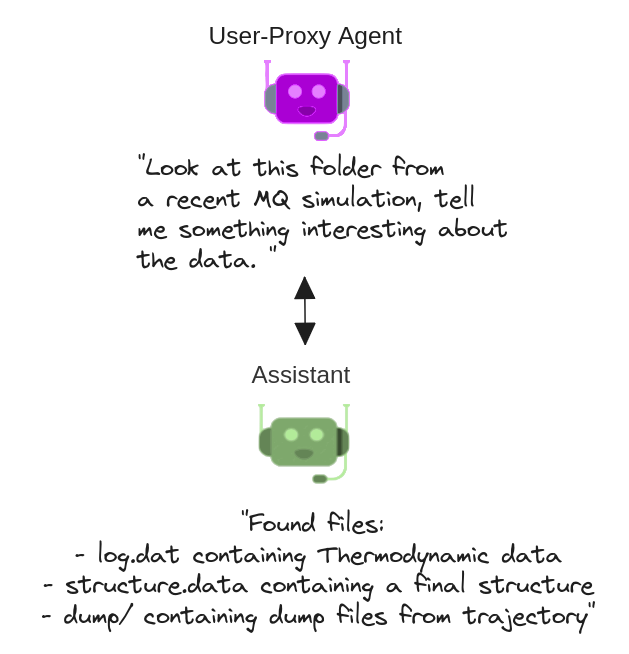 User-Proxy Agent
"Look at this folder from
a recent MQ simulation, tell
me something interesting about
the data. "
Assistant
"Found files:
- log.dat containing Thermodynamic data
- structure.data containing a final structure
- dump/ containing dump files from trajectory"